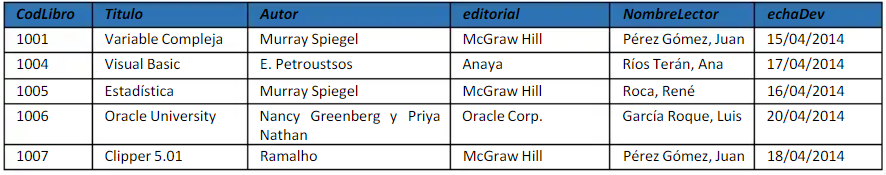 CodLibro Titulo Autor editorial NombreLector echaDev
1001 Variable Compleja Murray Spiegel McGraw Hill Pérez Gómez, Juan 15/04/2014
1004 Visual Basic E. Petroustsos Anaya Ríos Terán, Ana 17/04/2014
1005 Estadística Murray Spiegel McGraw Hill Roca, René 16/04/2014
1006 Oracle University Nancy Greenberg y Priya Oracle Corp. García Roque, Luis 20/04/2014
Nathan
1007 Clipper 5.01 Ramalho McGraw Hill Pérez Gómez, Juan 18/04/2014